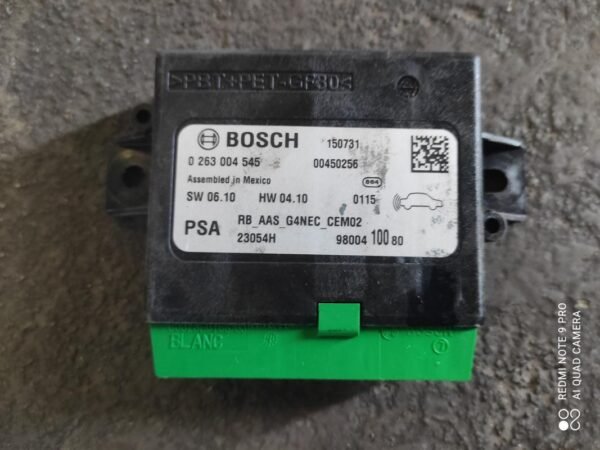 >PBT+PET-GF30<
BOSCH 150731
0 263 004 545 00450256
Assembled in Mexico
SW 06.10 HW 04.10 0115
PSA RB_AAS_G4NEC_CEM02
23054H 98004 100 80
BLANC
REDMI NOTE 9 PRO
AI QUAD CAMERA